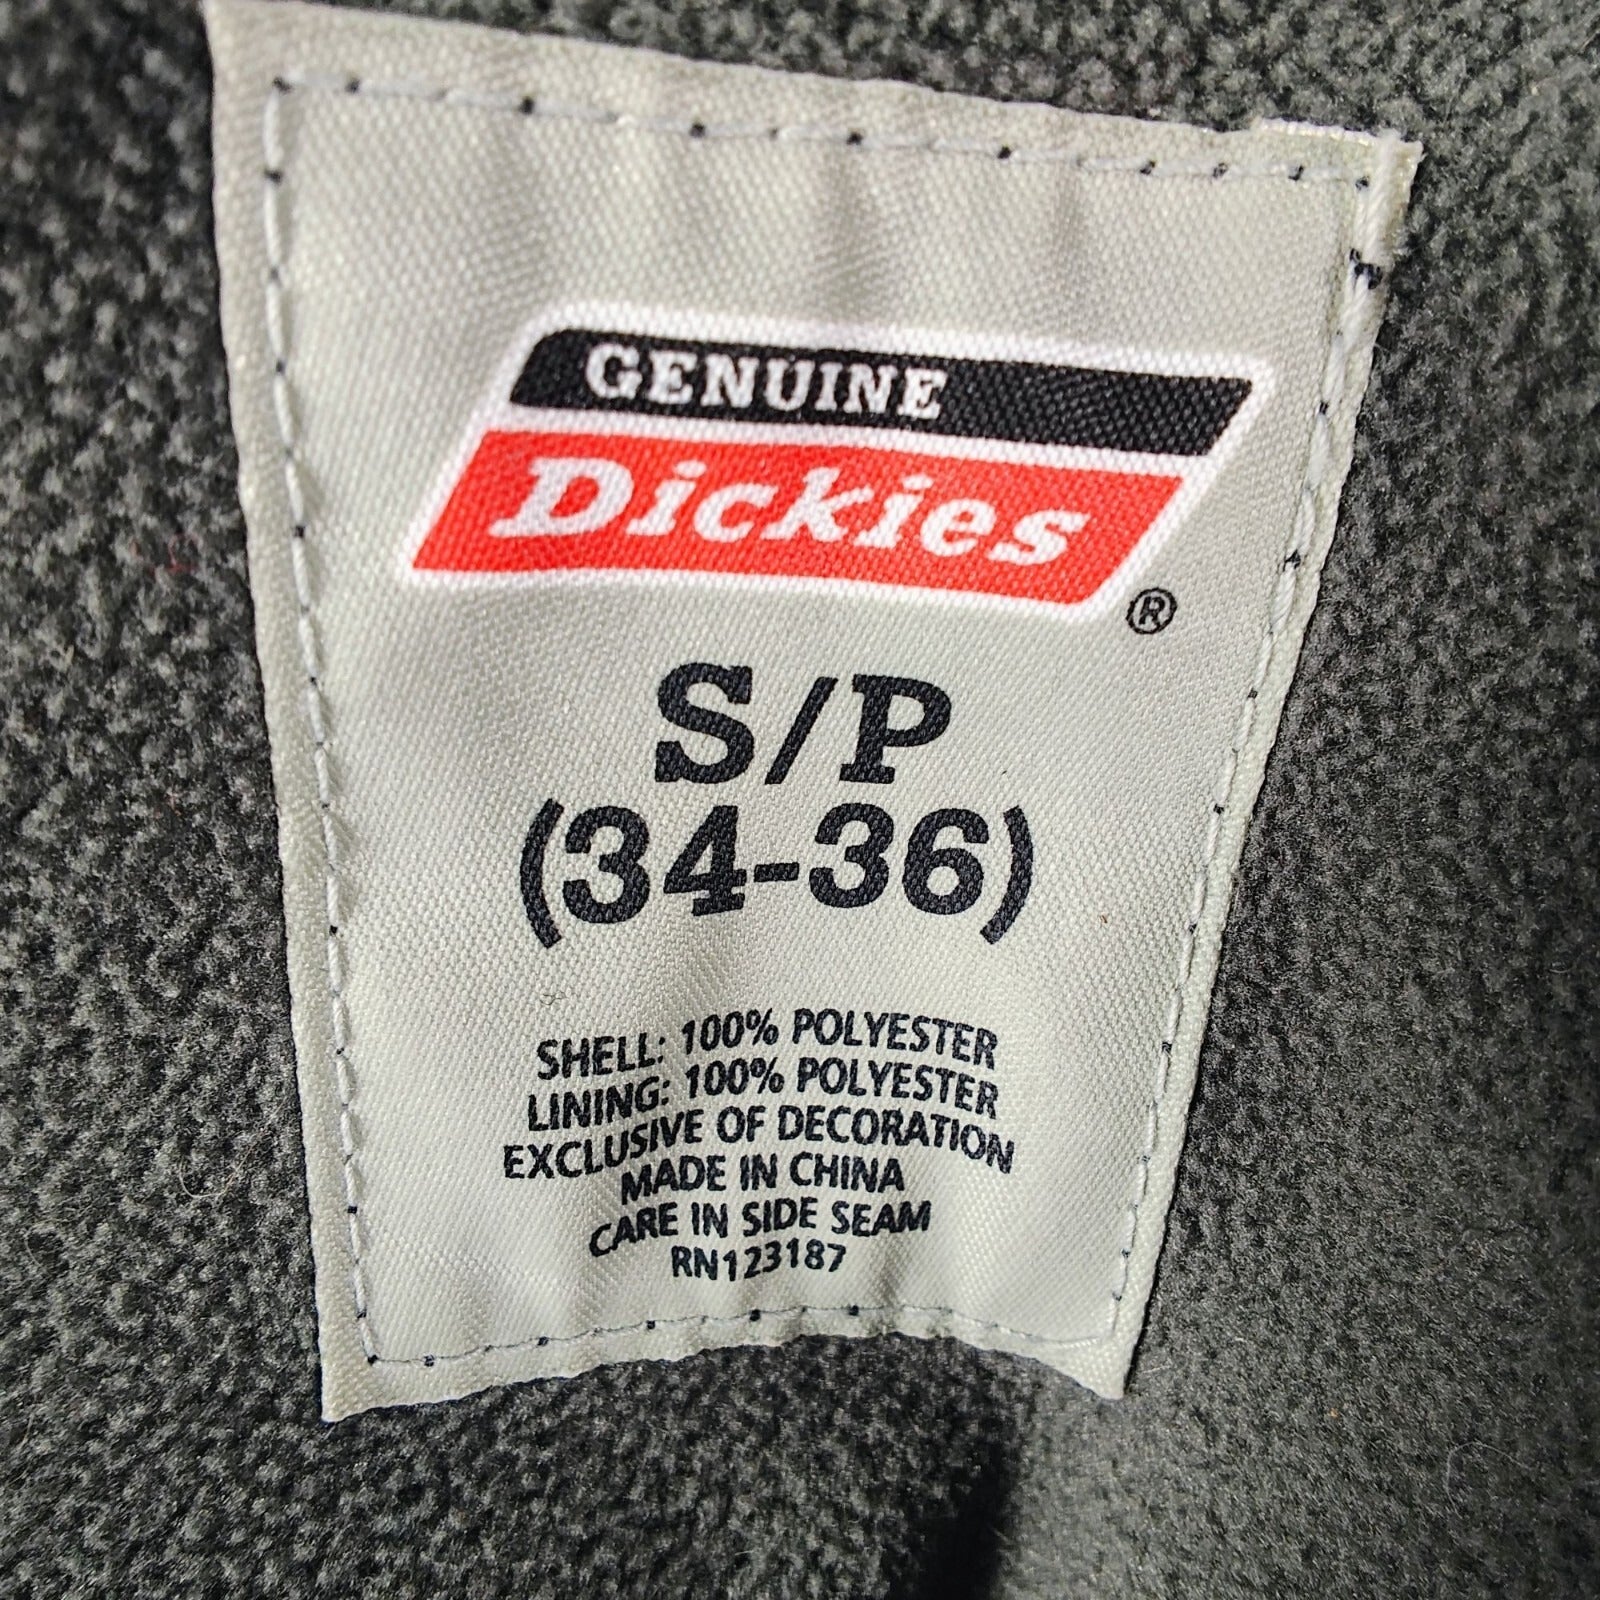 GENUINE
Dickies®
S/P
(34-36)
SHELL: 100% POLYESTER
LINING: 100% POLYESTER
EXCLUSIVE OF DECORATION
MADE IN CHINA
CARE IN SIDE SEAM
RN123187